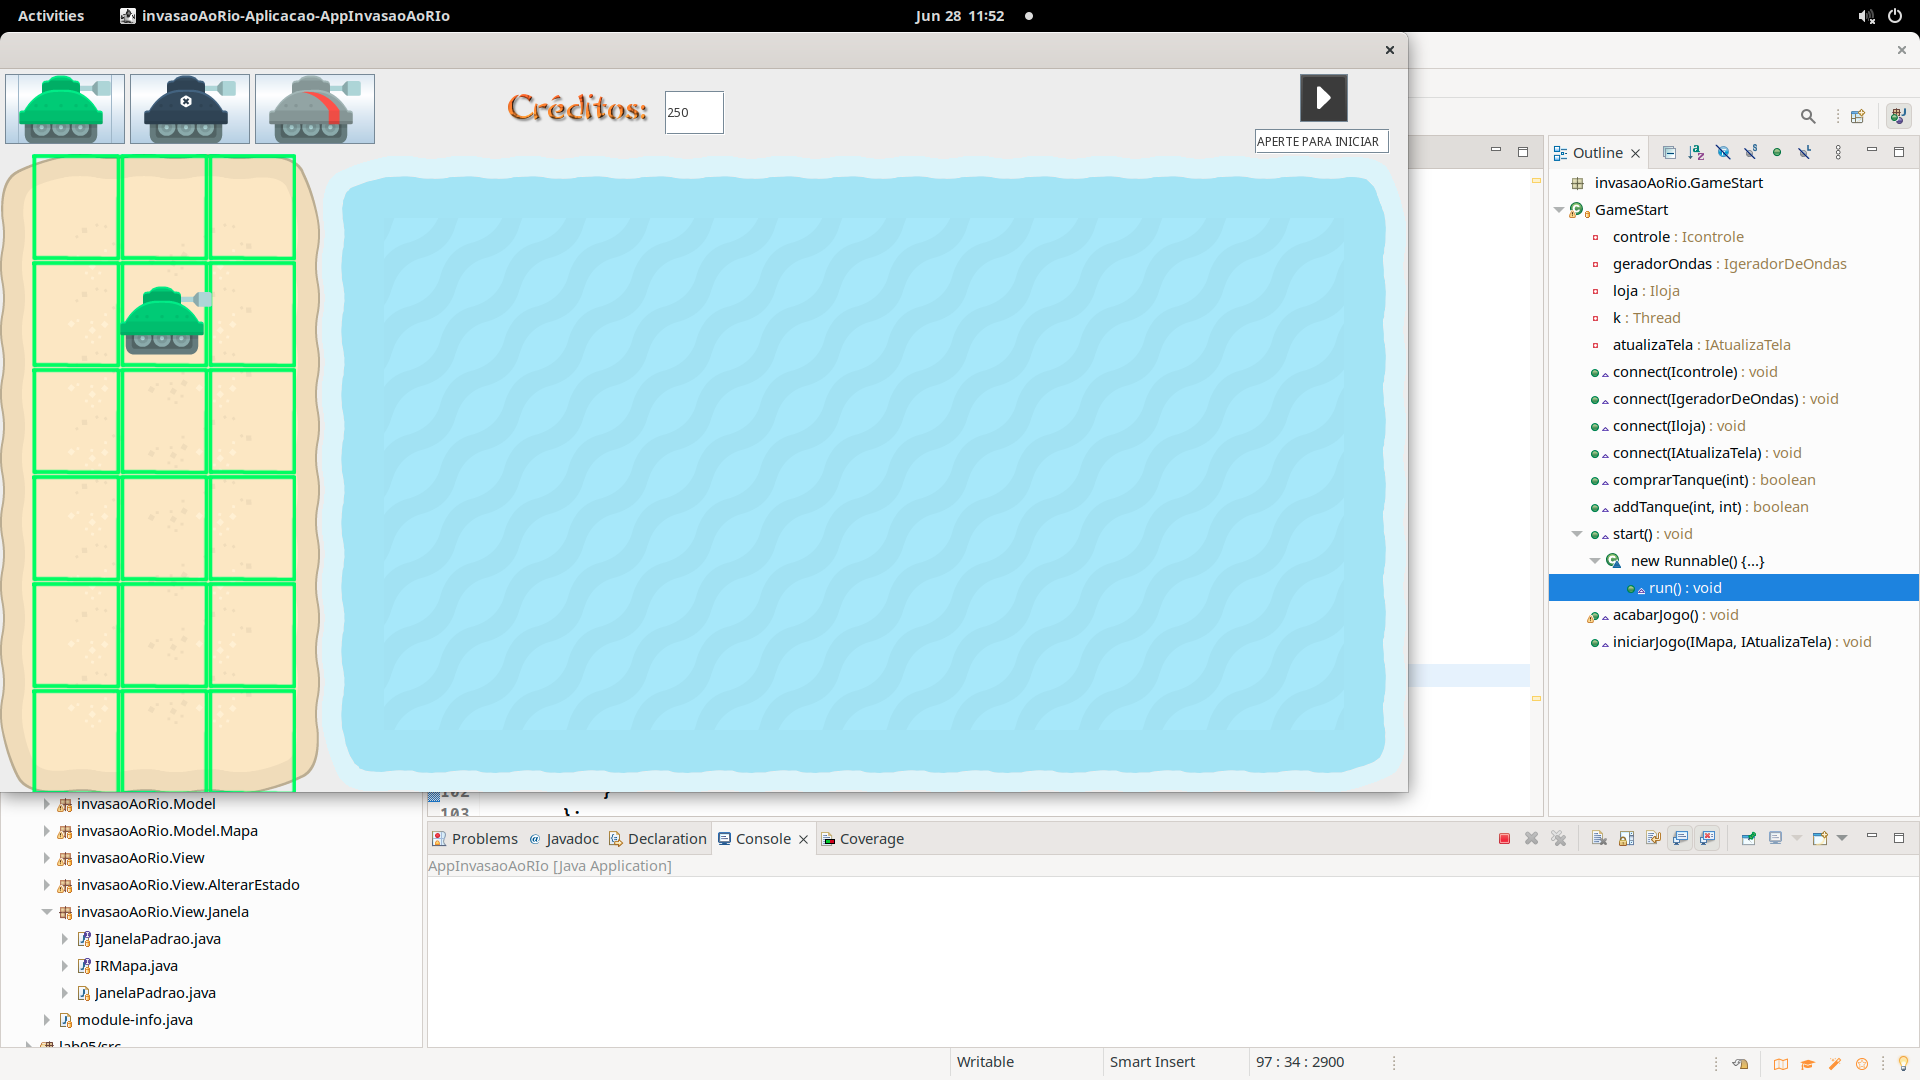 Activities
invasaoAoRio-Aplicacao-AppInvasaoAoRIo
Jun 28 11:52
Créditos:
250
APERTE PARA INICIAR
Outline
invasaoAoRio.GameStart
GameStart
controle : Icontrole
geradorOndas : IgeradorDeOndas
loja : Iloja
k : Thread
atualizaTela : IAtualizaTela
connect(Icontrole) : void
connect(IgeradorDeOndas) : void
connect(Iloja) : void
connect(IAtualizaTela) : void
comprarTanque(int) : boolean
addTanque(int, int) : boolean
start() : void
new Runnable() {...}
run() : void
acabarJogo() : void
iniciarJogo(IMapa, IAtualizaTela) : void
invasaoAoRio.Model
invasaoAoRio.Model.Mapa
invasaoAoRio.View
invasaoAoRio.View.AlterarEstado
invasaoAoRio.View.Janela
IJanelaPadrao.java
IRMapa.java
JanelaPadrao.java
module-info.java
lab05/src
102 }
103 };
Problems
Javadoc
Declaration
Console
Coverage
AppInvasaoAoRIo [Java Application]
Writable
Smart Insert
97 : 34 : 2900